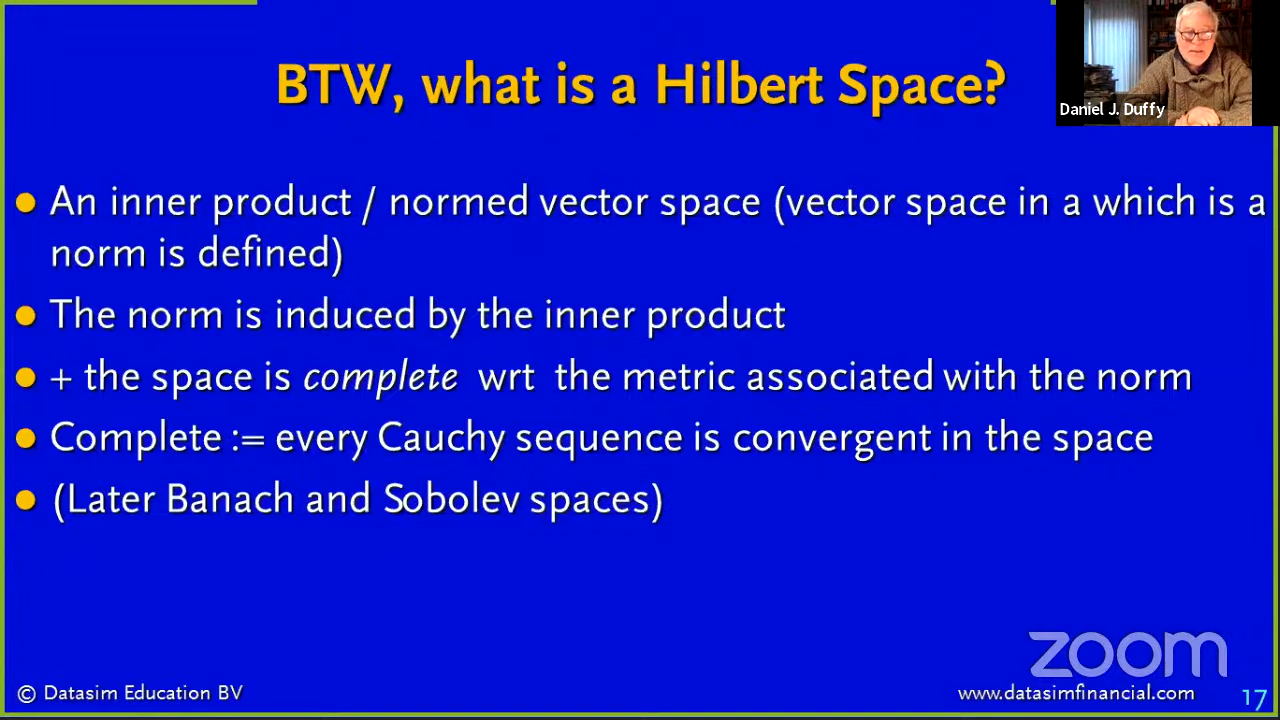 BTW, what is a Hilbert Space?
Daniel J. Duffy
An inner product / normed vector space (vector space in a which is a
norm is defined)
The norm is induced by the inner product
+ the space is complete wrt the metric associated with the norm
Complete := every Cauchy sequence is convergent in the space
(Later Banach and Sobolev spaces)
zoom
© Datasim Education BV
www.datasimfinancial.com
17